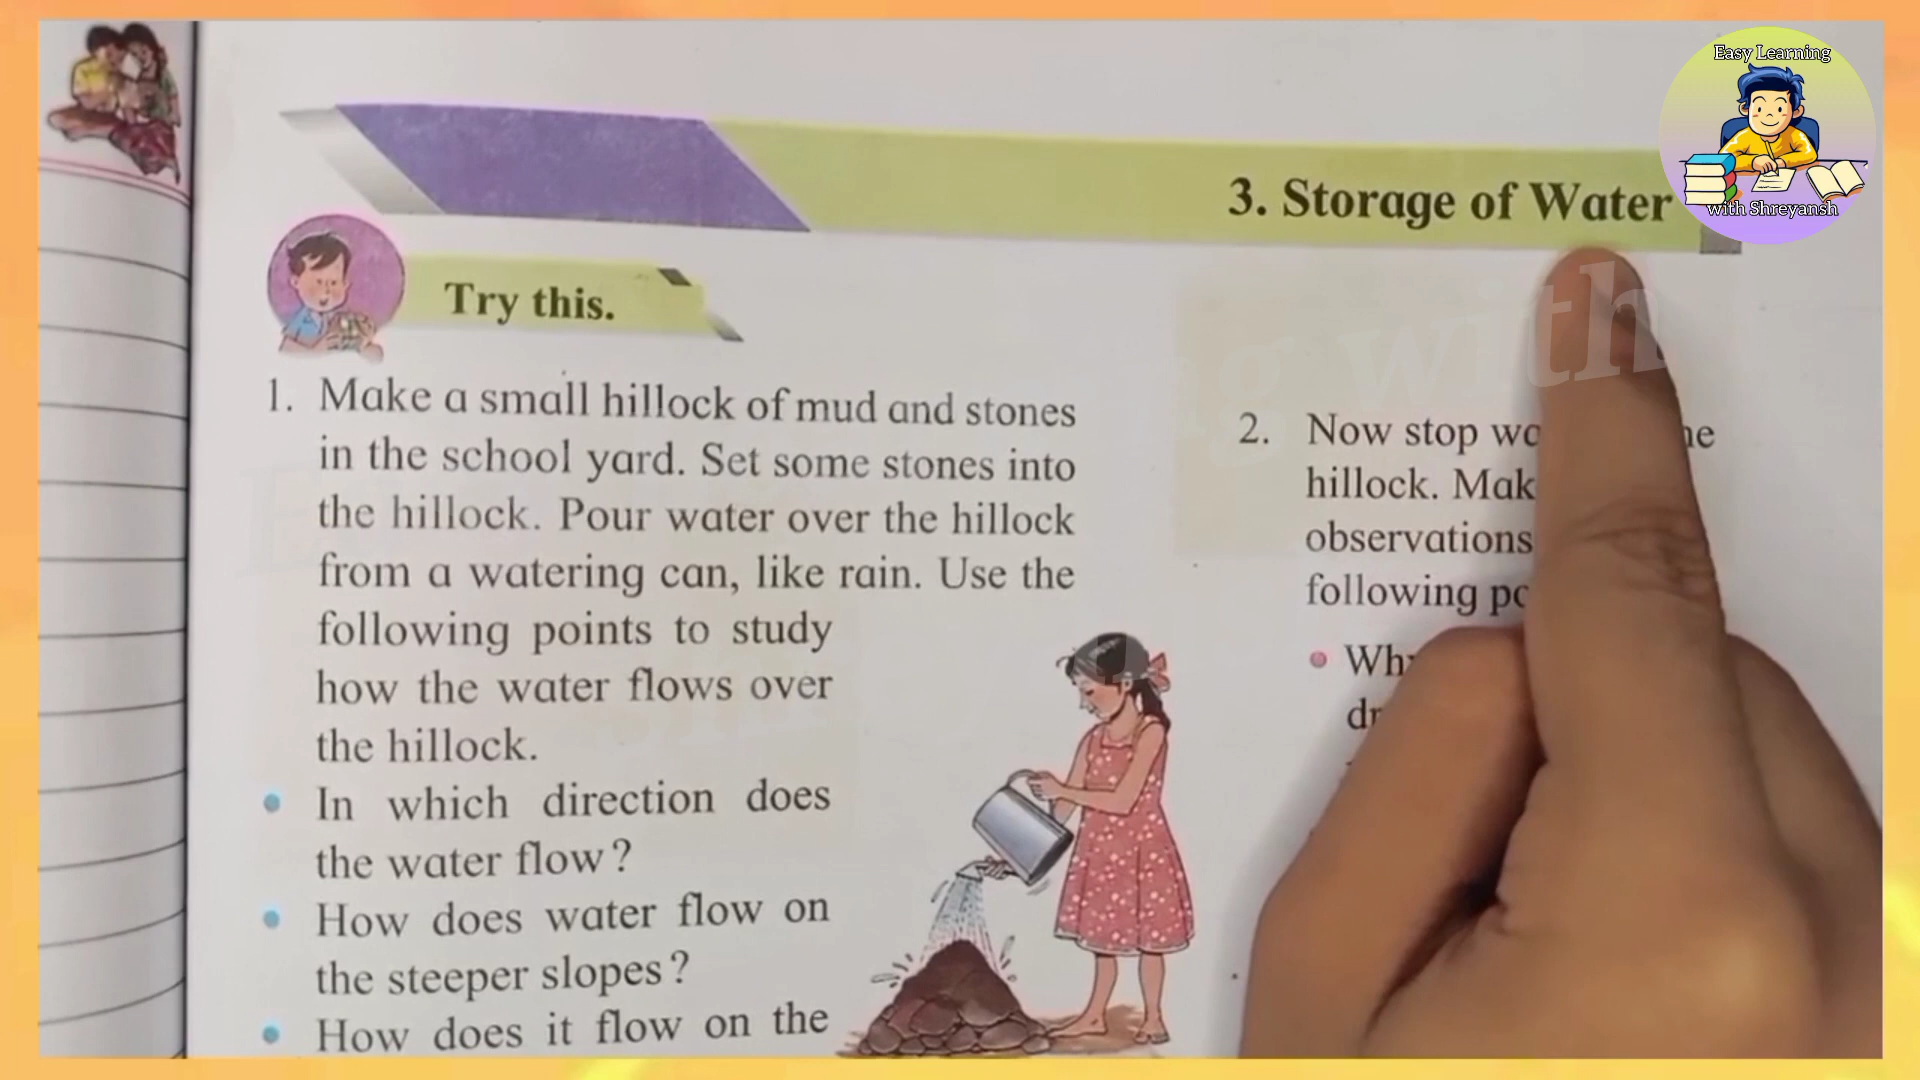 Easy Learning
with Shreyansh
3. Storage of Water
Try this.
1. Make a small hillock of mud and stones
in the school yard. Set some stones into
the hillock. Pour water over the hillock
from a watering can, like rain. Use the
following points to study
how the water flows over
the hillock.
• In which direction does
the water flow?
• How does water flow on
the steeper slopes?
• How does it flow on the
2. Now stop
hillock.
observations
following
with